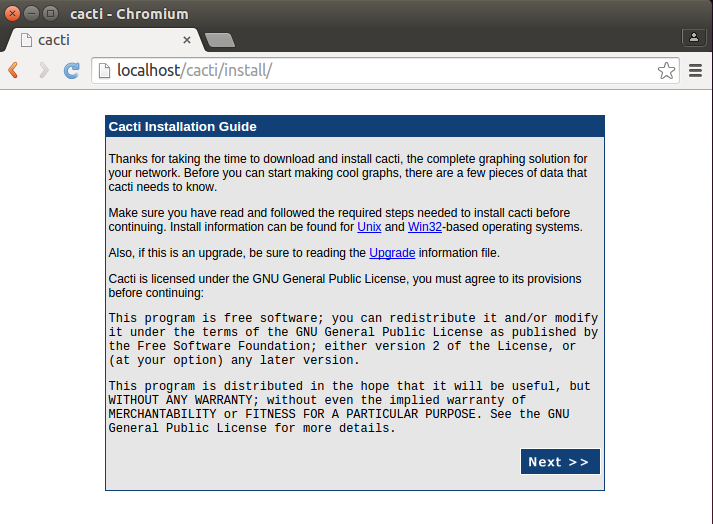 cacti - Chromium
cacti
localhost/cacti/install/
Cacti Installation Guide
Thanks for taking the time to download and install cacti, the complete graphing solution for
your network. Before you can start making cool graphs, there are a few pieces of data that
cacti needs to know.
Make sure you have read and followed the required steps needed to install cacti before
continuing. Install information can be found for Unix and Win32-based operating systems.
Also, if this is an upgrade, be sure to reading the Upgrade information file.
Cacti is licensed under the GNU General Public License, you must agree to its provisions
before continuing:
This program is free software; you can redistribute it and/or modify
it under the terms of the GNU General Public License as published by
the Free Software Foundation; either version 2 of the License, or
(at your option) any later version.
This program is distributed in the hope that it will be useful, but
WITHOUT ANY WARRANTY; without even the implied warranty of
MERCHANTABILITY or FITNESS FOR A PARTICULAR PURPOSE. See the GNU
General Public License for more details.
Next >>